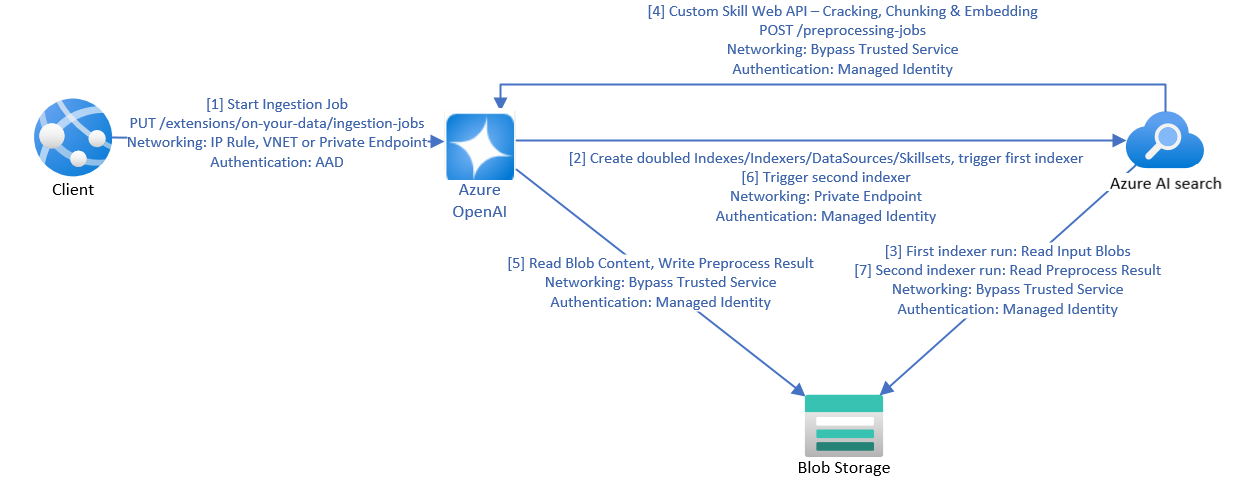 [4] Custom Skill Web API – Cracking, Chunking & Embedding
POST /preprocessing-jobs
Networking: Bypass Trusted Service
Authentication: Managed Identity
[1] Start Ingestion Job
PUT /extensions/on-your-data/ingestion-jobs
Networking: IP Rule, VNET or Private Endpoint
Authentication: AAD
Client
Azure
OpenAI
[2] Create doubled Indexes/Indexers/DataSources/Skillsets, trigger first indexer
[6] Trigger second indexer
Networking: Private Endpoint
Authentication: Managed Identity
Azure AI search
[5] Read Blob Content, Write Preprocess Result
Networking: Bypass Trusted Service
Authentication: Managed Identity
[3] First indexer run: Read Input Blobs
[7] Second indexer run: Read Preprocess Result
Networking: Bypass Trusted Service
Authentication: Managed Identity
Blob Storage